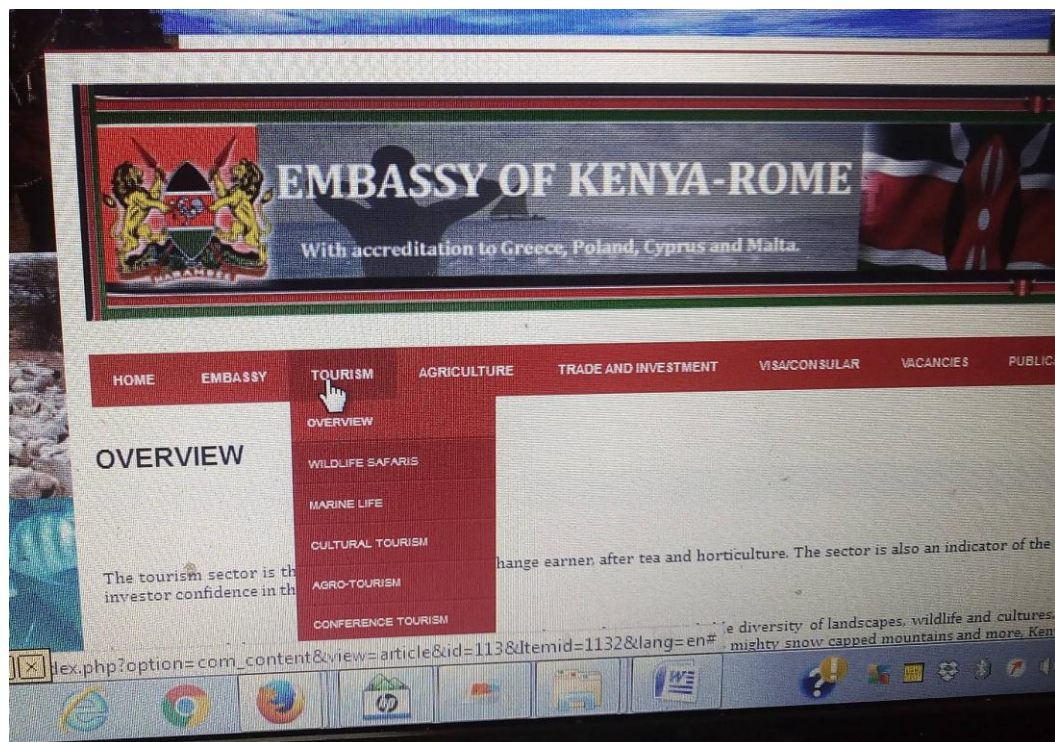 HARAMBEE
EMBASSY OF KENYA-ROME
With accreditation to Greece, Poland, Cyprus and Malta.
HOME EMBASSY TOURISM AGRICULTURE TRADE AND INVESTMENT VISA/CONSULAR VACANCIES PUBLIC
OVERVIEW
WILDLIFE SAFARIS
MARINE LIFE
CULTURAL TOURISM
AGRO-TOURISM
CONFERENCE TOURISM
OVERVIEW
The tourism sector is th hange earner, after tea and horticulture. The sector is also an indicator of the
investor confidence in th
e diversity of landscapes, wildlife and cultures.
mighty snow capped mountains and more, Ken
dex.php?option=com_content&view=article&id=113&Itemid=1132&lang=en#
hp
W